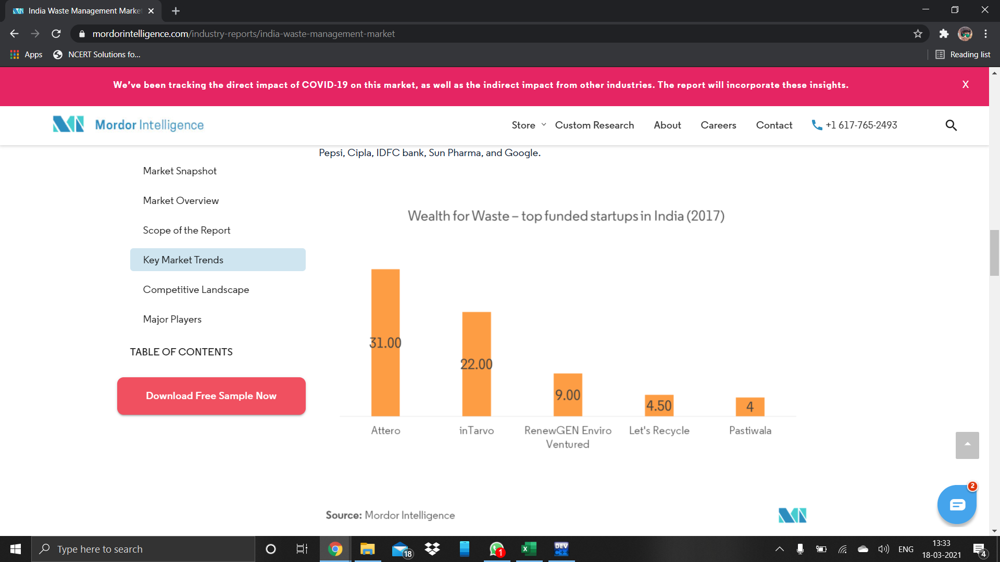 India Waste Management Market
mordorintelligence.com/industry-reports/india-waste-management-market
Apps
NCERT Solutions fo...
Reading list
We've been tracking the direct impact of COVID-19 on this market, as well as the indirect impact from other industries. The report will incorporate these insights.
X
Mordor Intelligence
Store
Custom Research
About
Careers
Contact
+1 617-765-2493
Pepsi, Cipla, IDFC bank, Sun Pharma, and Google.
Market Snapshot
Market Overview
Scope of the Report
Key Market Trends
Competitive Landscape
Major Players
TABLE OF CONTENTS
Download Free Sample Now
Wealth for Waste – top funded startups in India (2017)
31.00
22.00
9.00
4.50
4
Attero
inTarvo
RenewGEN Enviro
Ventured
Let's Recycle
Pastiwala
Source: Mordor Intelligence
2
Type here to search
18
1
DEV
C++
ENG
13:33
18-03-2021
4